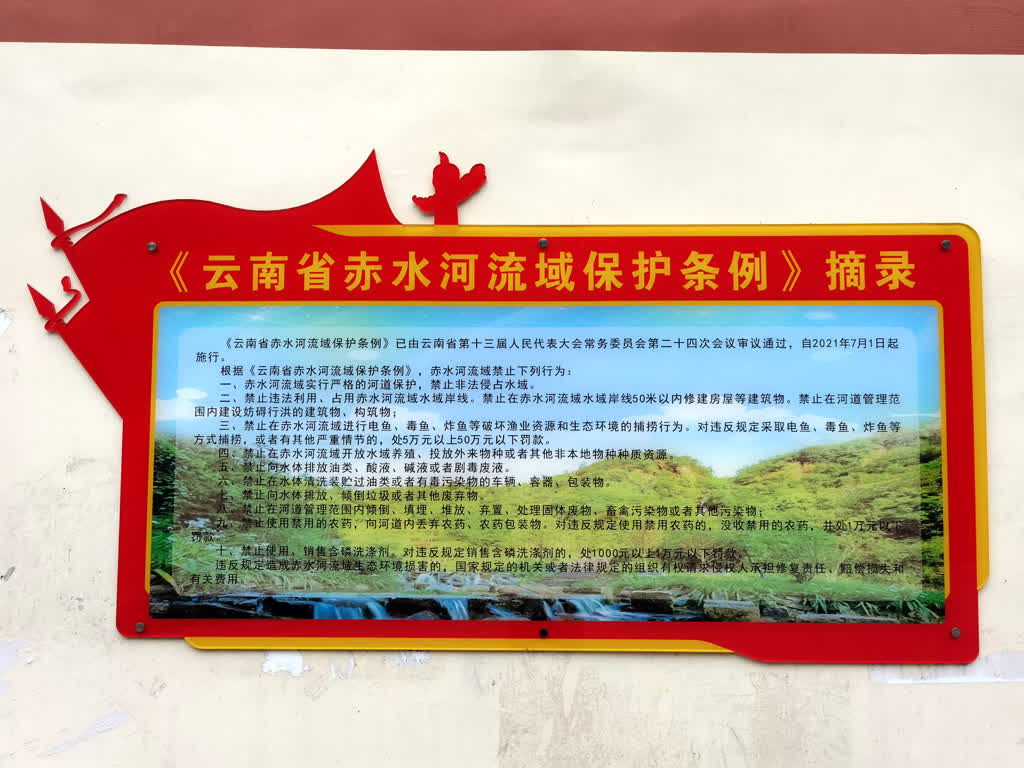 《云南省赤水河流域保护条例》摘录
《云南省赤水河流域保护条例》已由云南省第十三届人民代表大会常务委员会第二十四次会议审议通过，自2021年7月1日起
施行。
根据《云南省赤水河流域保护条例》，赤水河流域禁止下列行为：
一、赤水河流域实行严格的河道保护，禁止非法侵占水域。
二、禁止违法利用、占用赤水河流域水域岸线。禁止在赤水河流域水域岸线50米以内修建房屋等建筑物。禁止在河道管理范
围内建设妨碍行洪的建筑物、构筑物；
三、禁止在赤水河流域进行电鱼、毒鱼、炸鱼等破坏渔业资源和生态环境的捕捞行为。对违反规定采取电鱼、毒鱼、炸鱼等
方式捕捞，或者有其他严重情节的，处5万元以上50万元以下罚款。
四、禁止在赤水河流域开放水域养殖、投放外来物种或者其他非本地物种种质资源。
五、禁止向水体排放油类、酸液、碱液或者剧毒废液。
六、禁止在水体清洗装贮过油类或者有毒污染物的车辆、容器、包装物。
七、禁止向水体排放、倾倒垃圾或者其他废弃物。
八、禁止在河道管理范围内倾倒、填埋、堆放、弃置、处理固体废物、畜禽污染物或者其他污染物；
九、禁止使用禁用的农药，向河道内丢弃农药、农药包装物。对违反规定使用禁用农药的，没收禁用的农药，并处1万元以下
罚款
十、禁止使用、销售含磷洗涤剂。对违反规定销售含磷洗涤剂的，处1000元以上1万元以下罚款。
违反规定造成赤水河流域生态环境损害的，国家规定的机关或者法律规定的组织有权请求侵权人承担修复责任、赔偿损失和
有关费用。